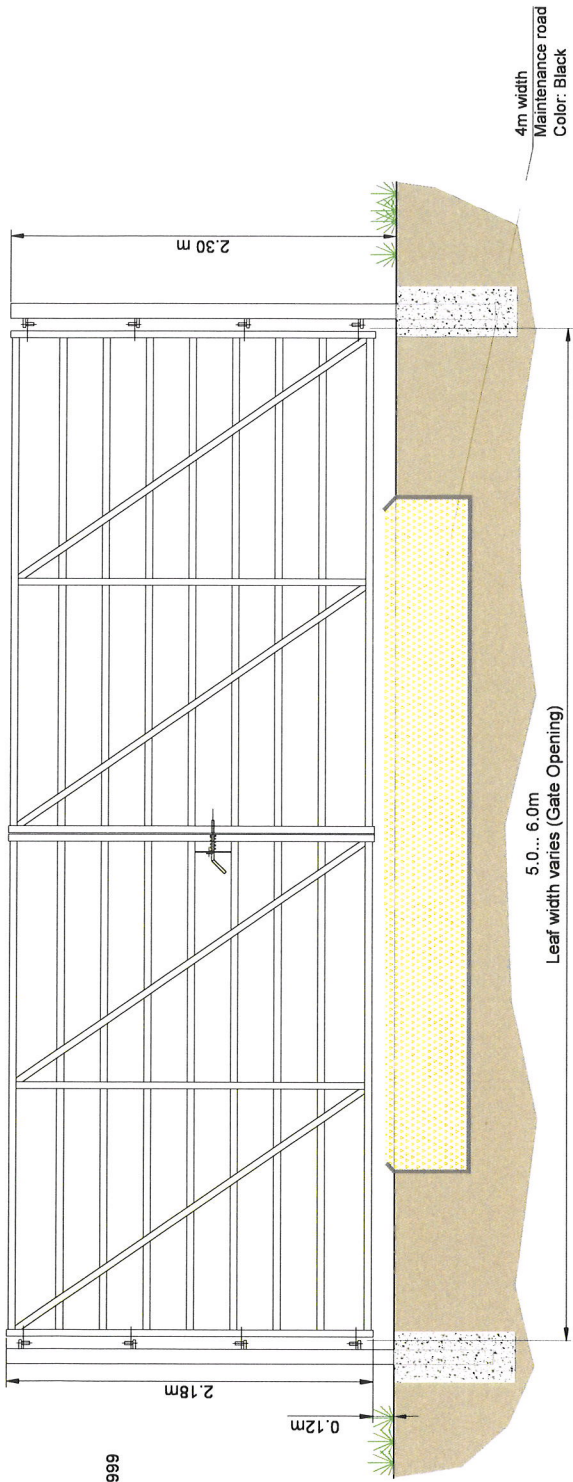 4m width
Maintenance road
Color: Black
2.30 m
5.0... 6.0m
Leaf width varies (Gate Opening)
2.18m
0.12m
999